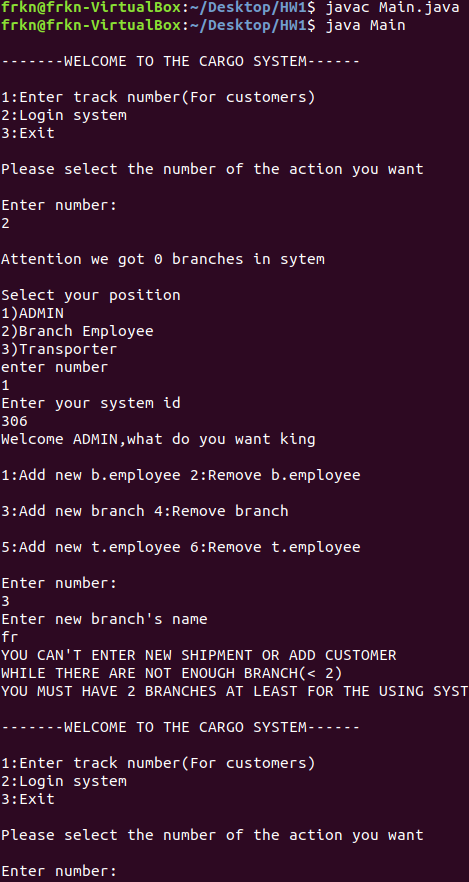 frkn@frkn-VirtualBox:~/Desktop/HW1$ javac Main.java
frkn@frkn-VirtualBox:~/Desktop/HW1$ java Main
-------WELCOME TO THE CARGO SYSTEM------
1:Enter track number(For customers)
2:Login system
3:Exit
Please select the number of the action you want
Enter number:
2
Attention we got 0 branches in sytem
Select your position
1)ADMIN
2)Branch Employee
3)Transporter
enter number
1
Enter your system id
306
Welcome ADMIN,what do you want king
1:Add new b.employee 2:Remove b.employee
3:Add new branch 4:Remove branch
5:Add new t.employee 6:Remove t.employee
Enter number:
3
Enter new branch's name
fr
YOU CAN'T ENTER NEW SHIPMENT OR ADD CUSTOMER
WHILE THERE ARE NOT ENOUGH BRANCH(< 2)
YOU MUST HAVE 2 BRANCHES AT LEAST FOR THE USING SYST
-------WELCOME TO THE CARGO SYSTEM------
1:Enter track number(For customers)
2:Login system
3:Exit
Please select the number of the action you want
Enter number: